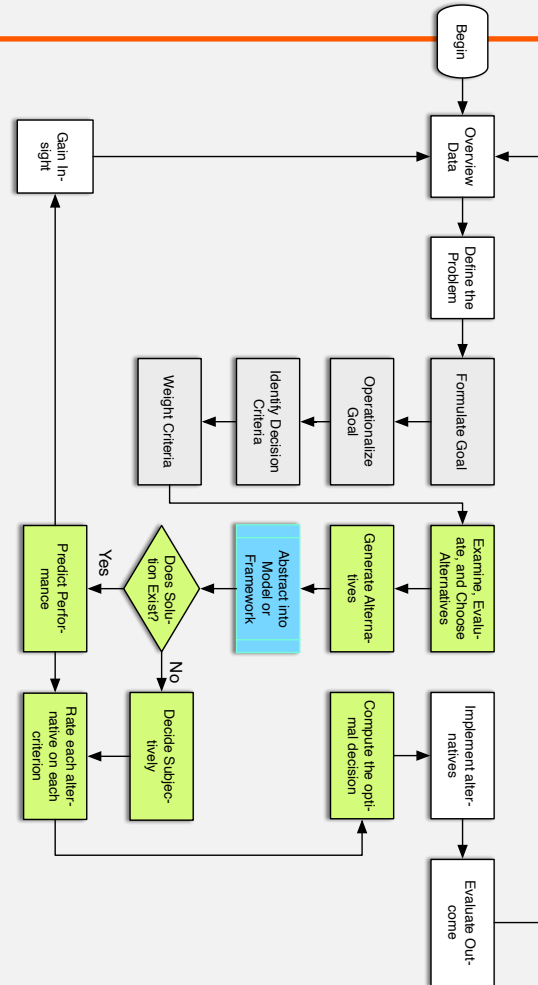 Begin
Overview
Data
Define the
Problem
Formulate Goal
Operationalize
Goal
Identify Decision
Criteria
Weight Criteria
Examine, Evalu-
ate, and Choose
Alternatives
Generate Alterna-
tives
Abstract into
Model or
Framework
Does Solu-
tion Exist?
Yes
No
Predict Perfor-
mance
Gain In-
sight
Decide Subjec-
tively
Rate each alter-
native on each
criterion
Compute the opti-
mal decision
Implement alter-
natives
Evaluate Out-
come